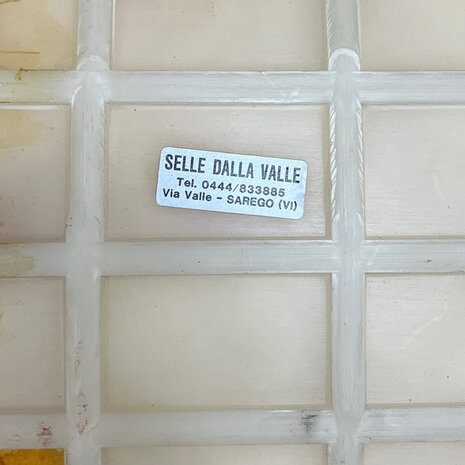 SELLE DALLA VALLE
Tel. 0444/833885
Via Valle - SAREGO (VI)